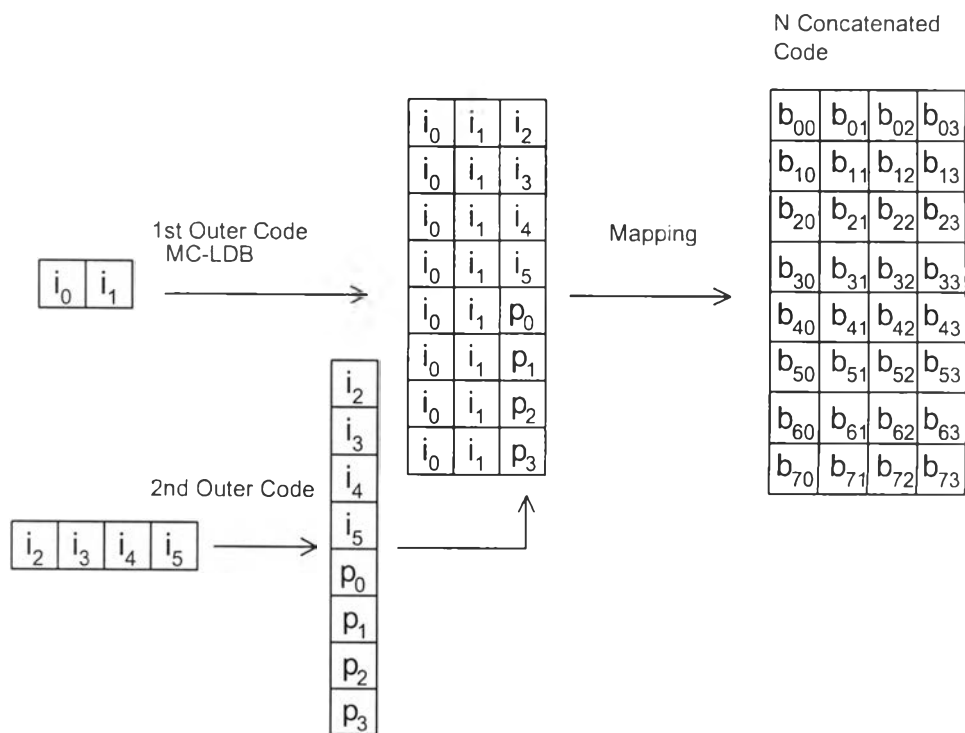 N Concatenated
Code
i₀ i₁ i₂
i₀ i₁ i₃
i₀ i₁ i₄
i₀ i₁ i₅
i₀ i₁ p₀
i₀ i₁ p₁
i₀ i₁ p₂
i₀ i₁ p₃
b₀₀ b₀₁ b₀₂ b₀₃
b₁₀ b₁₁ b₁₂ b₁₃
b₂₀ b₂₁ b₂₂ b₂₃
b₃₀ b₃₁ b₃₂ b₃₃
b₄₀ b₄₁ b₄₂ b₄₃
b₅₀ b₅₁ b₅₂ b₅₃
b₆₀ b₆₁ b₆₂ b₆₃
b₇₀ b₇₁ b₇₂ b₇₃
1st Outer Code
MC-LDB
Mapping
i₀ i₁
i₂
i₃
i₄
i₅
p₀
p₁
p₂
p₃
2nd Outer Code
i₂ i₃ i₄ i₅